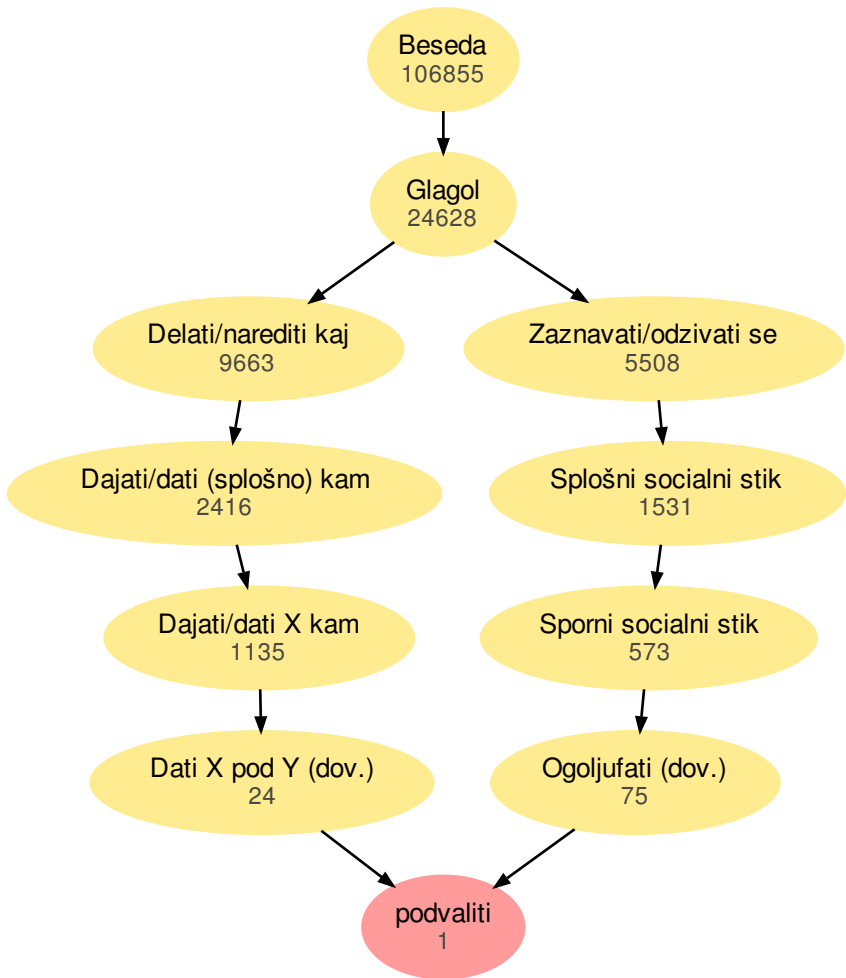 Beseda
106855
Glagol
24628
Delati/narediti kaj
9663
Zaznavati/odzivati se
5508
Dajati/dati (splošno) kam
2416
Splošni socialni stik
1531
Dajati/dati X kam
1135
Sporni socialni stik
573
Dati X pod Y (dov.)
24
Ogoljufati (dov.)
75
podvaliti
1